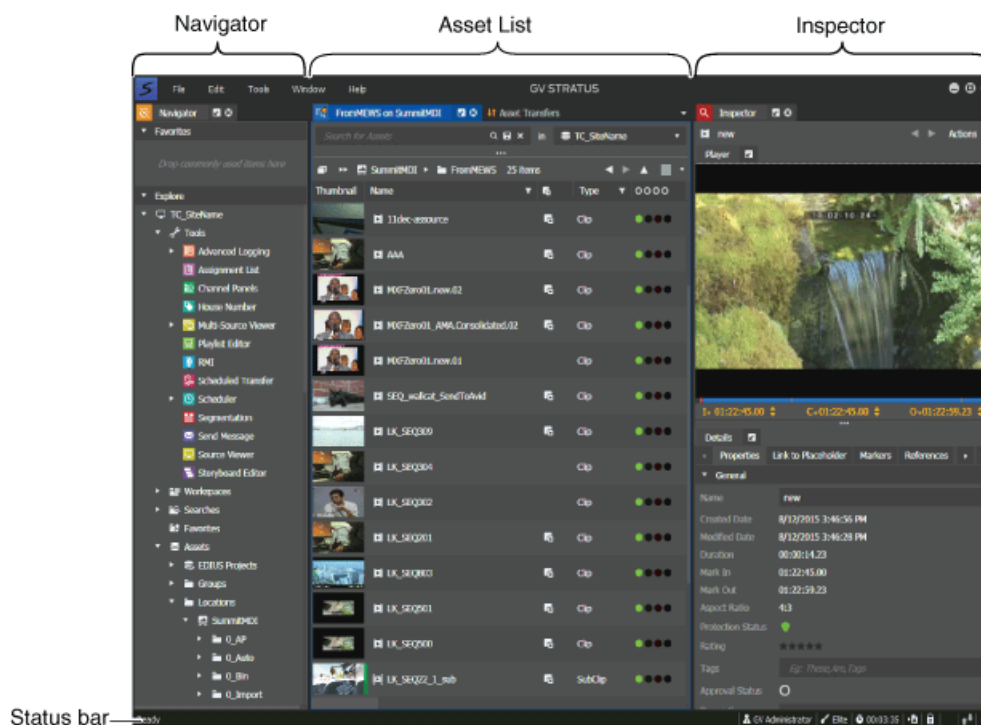 Navigator
Asset List
Inspector
File Edit Tools Window Help
GV STRATUS
Navigator
Favorites
Drop commonly used items here
Explore
TC_SiteName
Tools
Advanced Logging
Assignment List
Channel Panels
House Number
Multi-Source Viewer
Playlist Editor
RMI
Scheduled Transfer
Scheduler
Segmentation
Send Message
Source Viewer
Storyboard Editor
Workspaces
Searches
Favorites
Assets
EDIUS Projects
Groups
Locations
SummitMDI
0_AP
0_Auto
0_Bin
0_Import
FromMEWS on SummitMDI
Asset Transfers
Search for Assets
in TC_SiteName
SummitMDI FromMEWS 25 items
Thumbnail Name Type
11dec-assource Clip
AAA Clip
MXFZero01.new.02 Clip
MXFZero01_AMA.Consolidated.02 Clip
MXFZero01.new.01 Clip
SEQ_wallcat_SendToAvid Clip
LK_SEQ309 Clip
LK_SEQ304 Clip
LK_SEQ302 Clip
LK_SEQ201 Clip
LK_SEQ803 Clip
LK_SEQ501 Clip
LK_SEQ500 Clip
LK_SEQ22_1_sub SubClip
Inspector
new
Actions
Player
I 01:22:45.00 C 01:22:45.00 O 01:22:59.23
Details
Properties Link to Placeholder Markers References
General
Name new
Created Date 8/12/2015 3:46:56 PM
Modified Date 8/12/2015 3:46:28 PM
Duration 00:00:14.23
Mark In 01:22:45.00
Mark Out 01:22:59.23
Aspect Ratio 4:3
Protection Status
Rating
Tags Eg: These, Are, Tags
Approval Status
Status bar
Ready
GV Administrator Elite 00:03:35